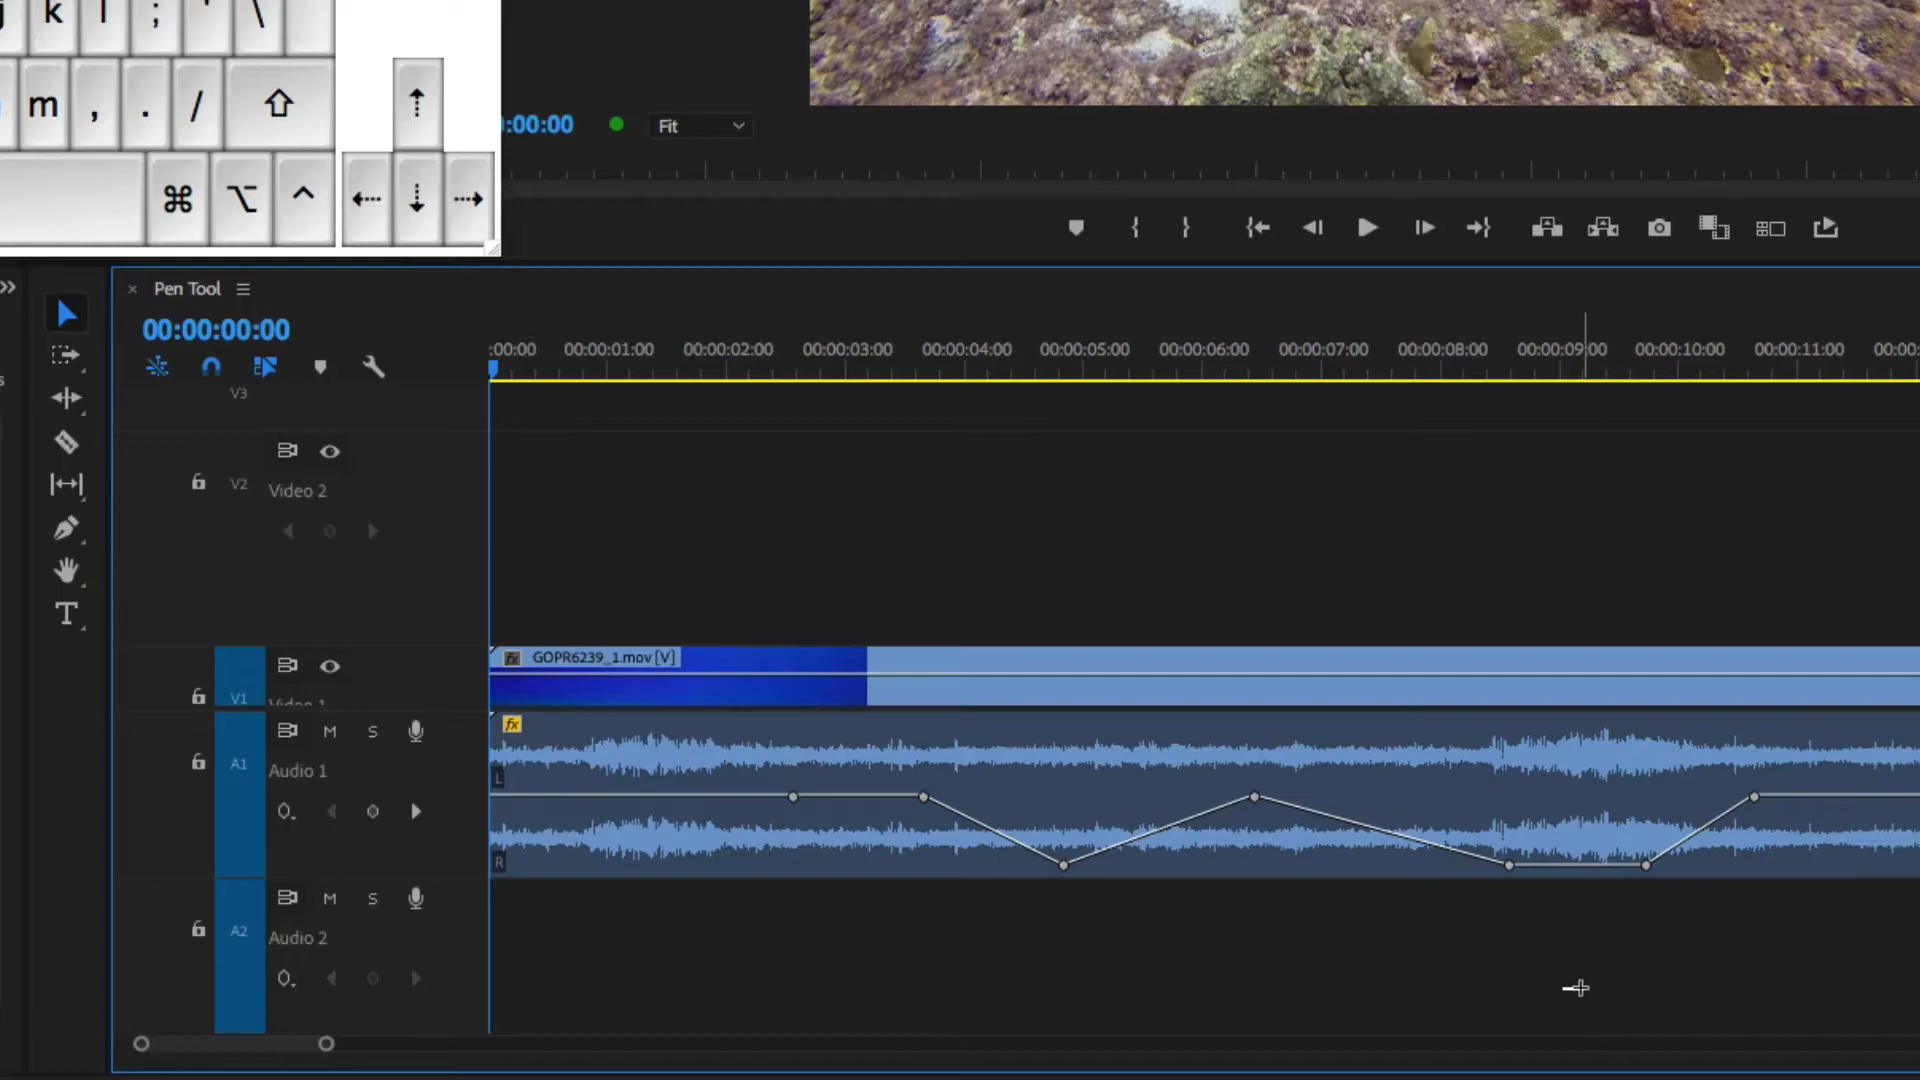 k l ; ' \
m , . / ⇧
⌘ ⌥ ^
:00:00
Fit
Pen Tool
00:00:00:00
:00:00 00:00:01:00 00:00:02:00 00:00:03:00 00:00:04:00 00:00:05:00 00:00:06:00 00:00:07:00 00:00:08:00 00:00:09:00 00:00:10:00 00:00:11:00 00:00:
V3
V2 Video 2
T
fx GOPR6239_1.mov [V]
V1 Video 1
fx
M S
L
A1 Audio 1
R
M S
A2 Audio 2